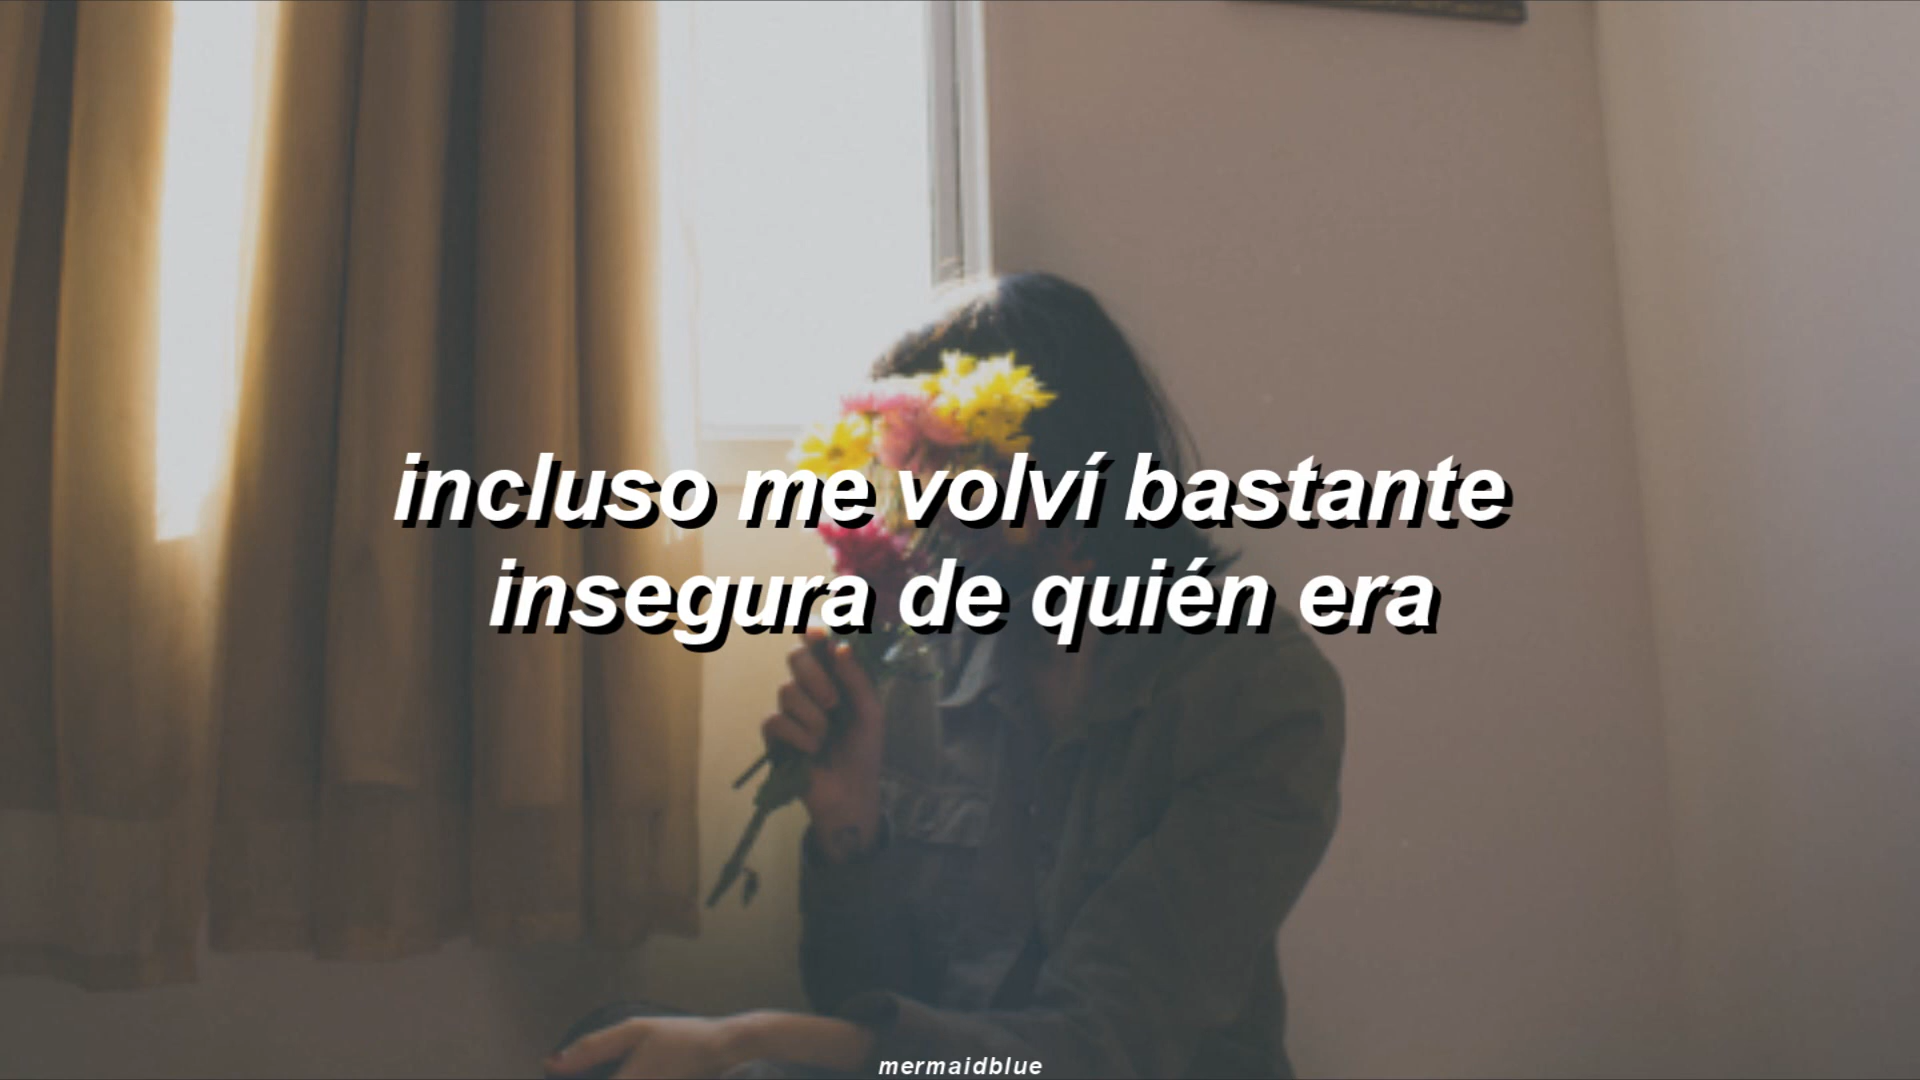 incluso me volví bastante
insegura de quién era
mermaidblue